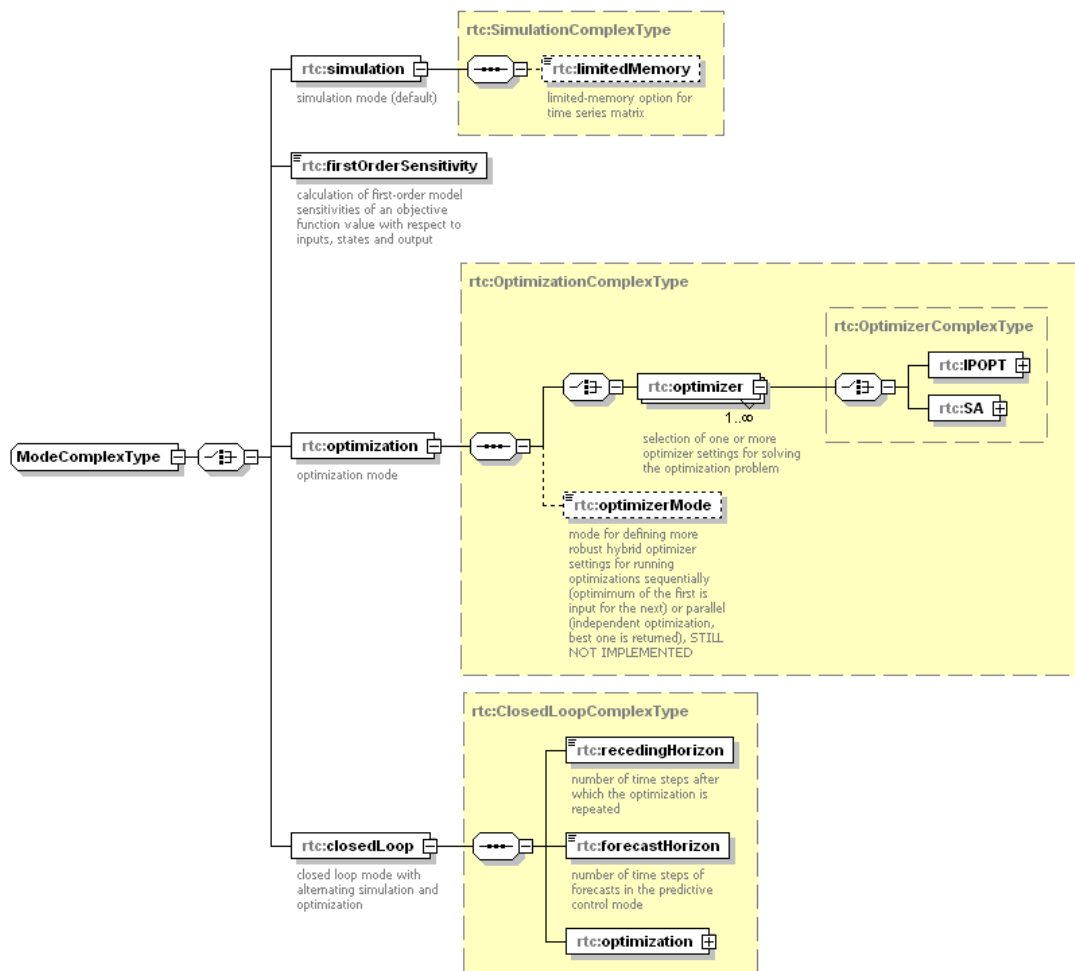 rtc:SimulationComplexType
rtc:simulation
rtc:limitedMemory
simulation mode (default)
limited-memory option for
time series matrix
rtc:firstOrderSensitivity
calculation of first-order model
sensitivities of an objective
function value with respect to
inputs, states and output
rtc:OptimizationComplexType
rtc:OptimizerComplexType
rtc:IPOPT
rtc:optimizer
rtc:SA
1..∞
selection of one or more
optimizer settings for solving
the optimization problem
ModeComplexType
rtc:optimization
optimization mode
rtc:optimizerMode
mode for defining more
robust hybrid optimizer
settings for running
optimizations sequentially
(optimimum of the first is
input for the next) or parallel
(independent optimization,
best one is returned), STILL
NOT IMPLEMENTED
rtc:ClosedLoopComplexType
rtc:recedingHorizon
number of time steps after
which the optimization is
repeated
rtc:closedLoop
closed loop mode with
alternating simulation and
optimization
rtc:forecastHorizon
number of time steps of
forecasts in the predictive
control mode
rtc:optimization